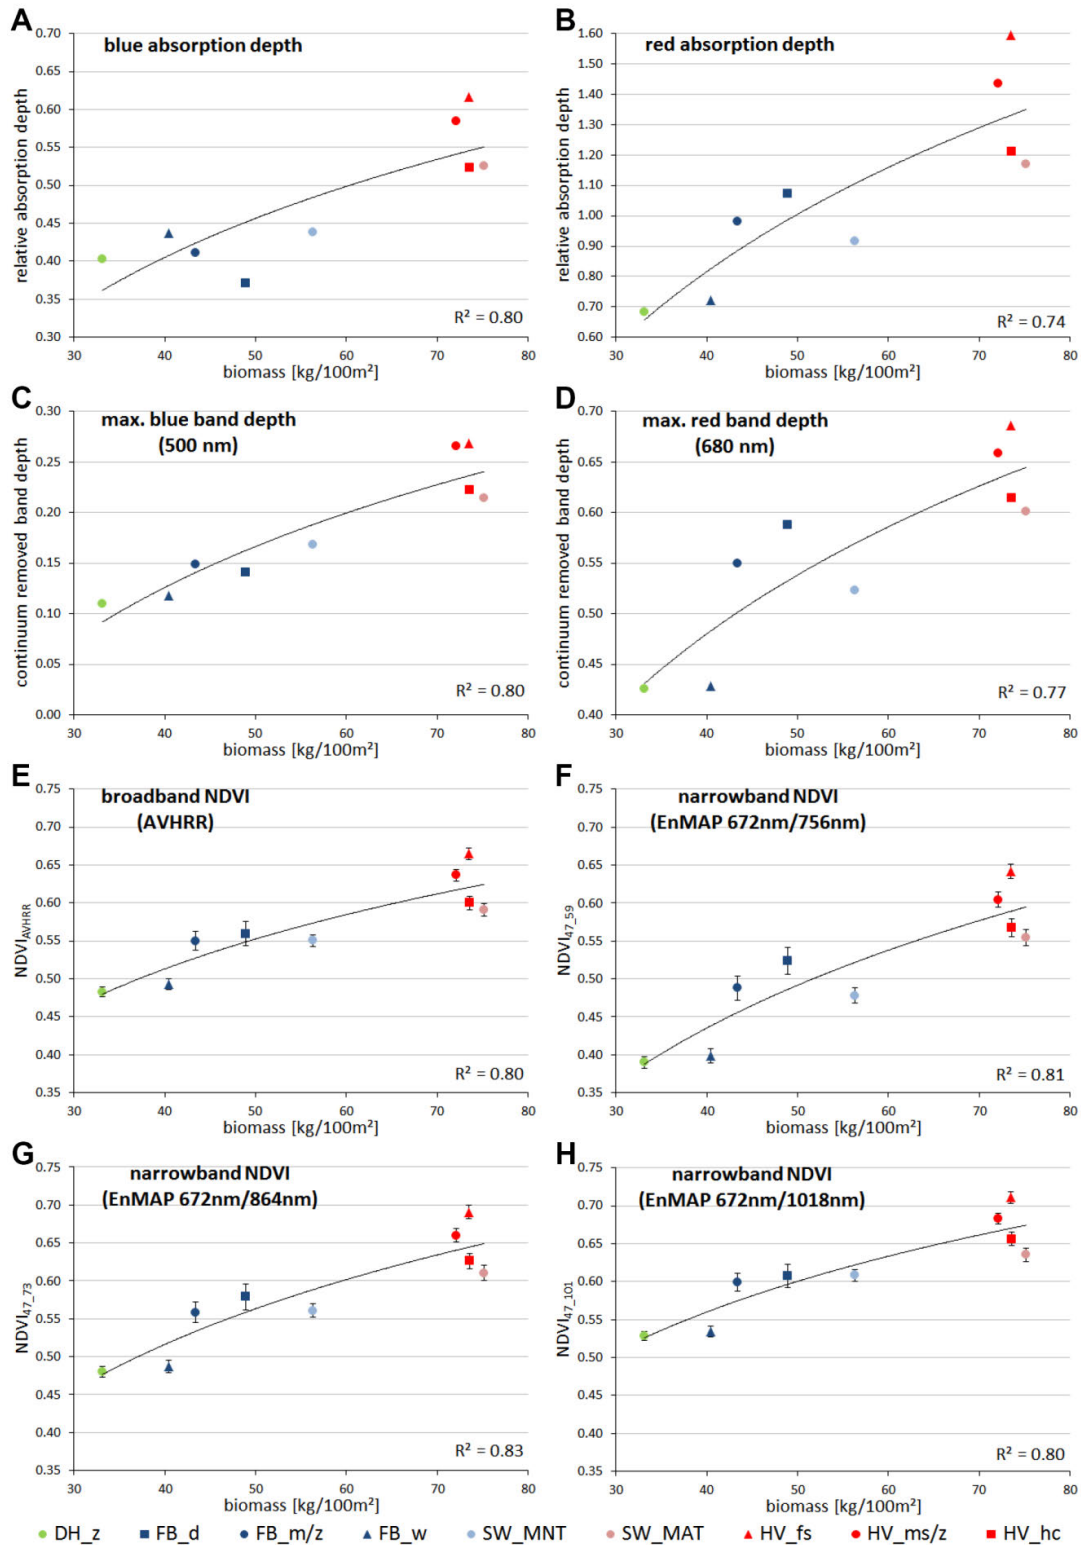 A
blue absorption depth
relative absorption depth
0.70
0.65
0.60
0.55
0.50
0.45
0.40
0.35
0.30
R² = 0.80
30 40 50 60 70 80
biomass [kg/100m²]
B
red absorption depth
relative absorption depth
1.60
1.50
1.40
1.30
1.20
1.10
1.00
0.90
0.80
0.70
0.60
R² = 0.74
30 40 50 60 70 80
biomass [kg/100m²]
C
max. blue band depth
(500 nm)
continuum removed band depth
0.30
0.25
0.20
0.15
0.10
0.05
0.00
R² = 0.80
30 40 50 60 70 80
biomass [kg/100m²]
D
max. red band depth
(680 nm)
continuum removed band depth
0.70
0.65
0.60
0.55
0.50
0.45
0.40
R² = 0.77
30 40 50 60 70 80
biomass [kg/100m²]
E
broadband NDVI
(AVHRR)
NDVI_AVHRR
0.75
0.70
0.65
0.60
0.55
0.50
0.45
0.40
0.35
R² = 0.80
30 40 50 60 70 80
biomass [kg/100m²]
F
narrowband NDVI
(EnMAP 672nm/756nm)
NDVI47_59
0.75
0.70
0.65
0.60
0.55
0.50
0.45
0.40
0.35
R² = 0.81
30 40 50 60 70 80
biomass [kg/100m²]
G
narrowband NDVI
(EnMAP 672nm/864nm)
NDVI47_73
0.75
0.70
0.65
0.60
0.55
0.50
0.45
0.40
0.35
R² = 0.83
30 40 50 60 70 80
biomass [kg/100m²]
H
narrowband NDVI
(EnMAP 672nm/1018nm)
NDVI47_101
0.75
0.70
0.65
0.60
0.55
0.50
0.45
0.40
0.35
R² = 0.80
30 40 50 60 70 80
biomass [kg/100m²]
DH_z FB_d FB_m/z FB_w SW_MNT SW_MAT HV_fs HV_ms/z HV_hc